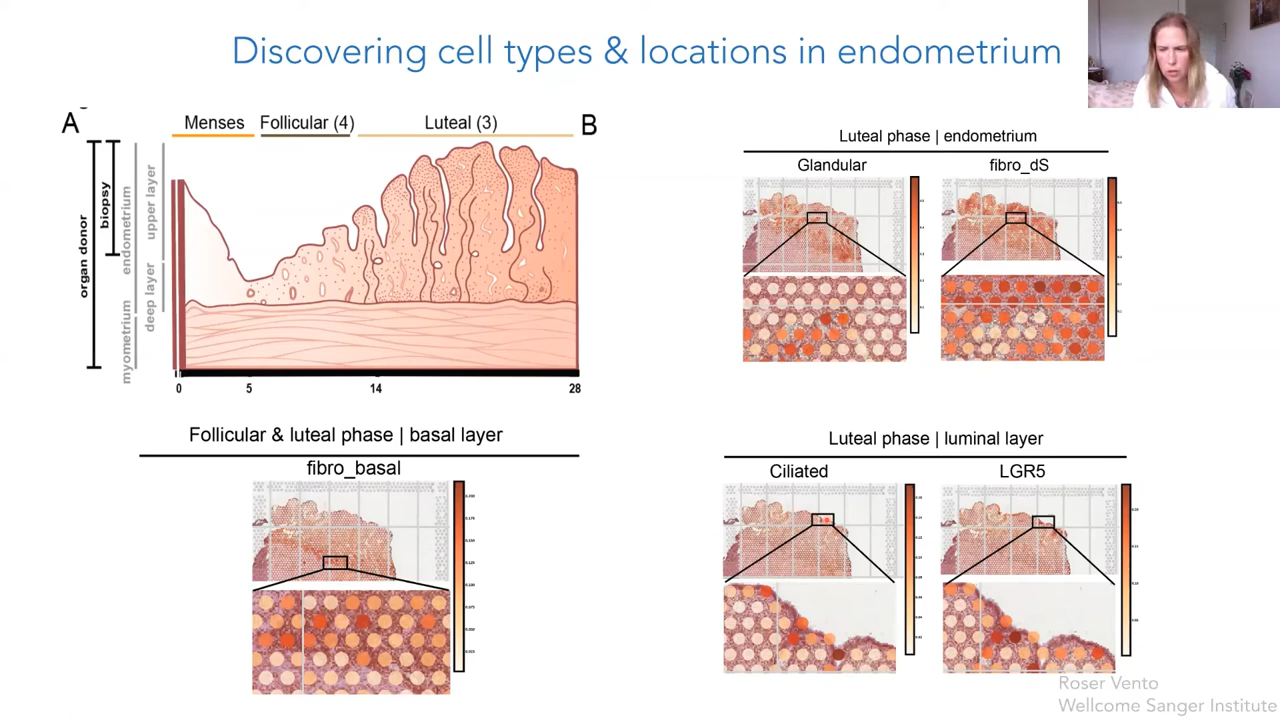 Discovering cell types & locations in endometrium
A
Menses
Follicular (4)
Luteal (3)
organ donor
biopsy
endometrium
myometrium
upper layer
deep layer
0
5
14
28
B
Luteal phase | endometrium
Glandular
fibro_dS
Follicular & luteal phase | basal layer
fibro_basal
Luteal phase | luminal layer
Ciliated
LGR5
Roser Vento
Wellcome Sanger Institute